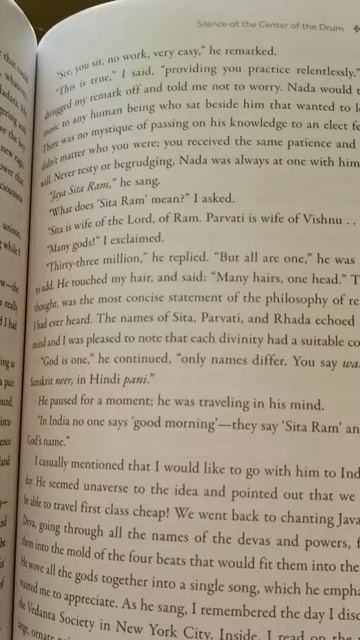 Silence at the Center of the Drum
"See, you sit, no work, very easy," he remarked.
"This is true," I said, "providing you practice relentlessly."
shrugged my remark off and told me not to worry. Nada would t
music to any human being who sat beside him that wanted to l
There was no mystique of passing on his knowledge to an elect fe
didn't matter who you were; you received the same patience and
will. Never testy or begrudging, Nada was always at one with him
"Jaya Sita Ram," he sang.
"What does 'Sita Ram' mean?" I asked.
"Sita is wife of the Lord, of Ram. Parvati is wife of Vishnu . .
"Many gods!" I exclaimed.
"Thirty-three million," he replied. "But all are one," he was
to add. He touched my hair, and said: "Many hairs, one head." T
thought, was the most concise statement of the philosophy of re
I had ever heard. The names of Sita, Parvati, and Rhada echoed
mind and I was pleased to note that each divinity had a suitable co
"God is one," he continued, "only names differ. You say wa
Sanskrit neer, in Hindi pani."
He paused for a moment; he was traveling in his mind.
"In India no one says 'good morning'—they say 'Sita Ram' an
God's name."
I casually mentioned that I would like to go with him to Ind
day. He seemed unaverse to the idea and pointed out that we
be able to travel first class cheap! We went back to chanting Java
Deva, going through all the names of the devas and powers, f
them into the mold of the four beats that would fit them into the
He wove all the gods together into a single song, which he empha
wanted me to appreciate. As he sang, I remembered the day I disc
the Vedanta Society in New York City. Inside, I read on the
large, ornate